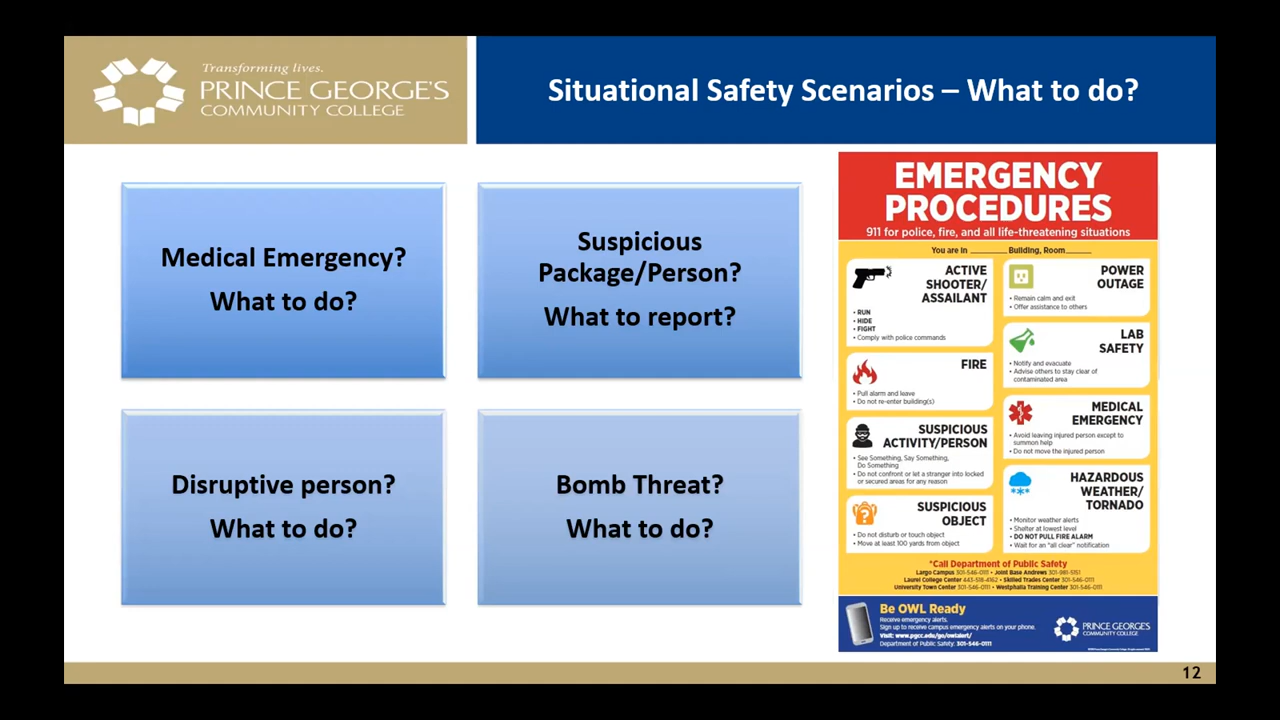 Transforming lives.
PRINCE GEORGE'S
COMMUNITY COLLEGE
Situational Safety Scenarios – What to do?
Medical Emergency?
What to do?
Suspicious
Package/Person?
What to report?
Disruptive person?
What to do?
Bomb Threat?
What to do?
EMERGENCY
PROCEDURES
911 for police, fire, and all life-threatening situations
You are in ________ Building, Room______
ACTIVE
SHOOTER/
ASSAILANT
• RUN
• HIDE
• FIGHT
• Comply with police commands
FIRE
• Pull alarm and leave
• Do not re-enter building(s)
SUSPICIOUS
ACTIVITY/PERSON
• See Something, Say Something,
Do Something
• Do not confront or let a stranger into locked
or secured areas for any reason
SUSPICIOUS
OBJECT
• Do not disturb or touch object
• Move at least 100 yards from object
POWER
OUTAGE
• Remain calm and exit
• Offer assistance to others
LAB
SAFETY
• Notify and evacuate
• Advise others to stay clear of
contaminated area
MEDICAL
EMERGENCY
• Avoid leaving injured person except to
summon help
• Do not move the injured person
HAZARDOUS
WEATHER/
TORNADO
• Monitor weather alerts
• Shelter at lowest level
• DO NOT PULL FIRE ALARM
• Wait for an "all clear" notification
*Call Department of Public Safety
Largo Campus 301-546-0111 • Joint Base Andrews 301-981-5151
Laurel College Center 443-518-4162 • Skilled Trades Center 301-546-0111
University Town Center 301-546-0111 • Westphalia Training Center 301-546-0111
Be OWL Ready
Receive emergency alerts.
Sign up to receive campus emergency alerts on your phone.
Visit: www.pgcc.edu/go/owlalert/
Department of Public Safety: 301-546-0111
PRINCE GEORGE'S
COMMUNITY COLLEGE
12